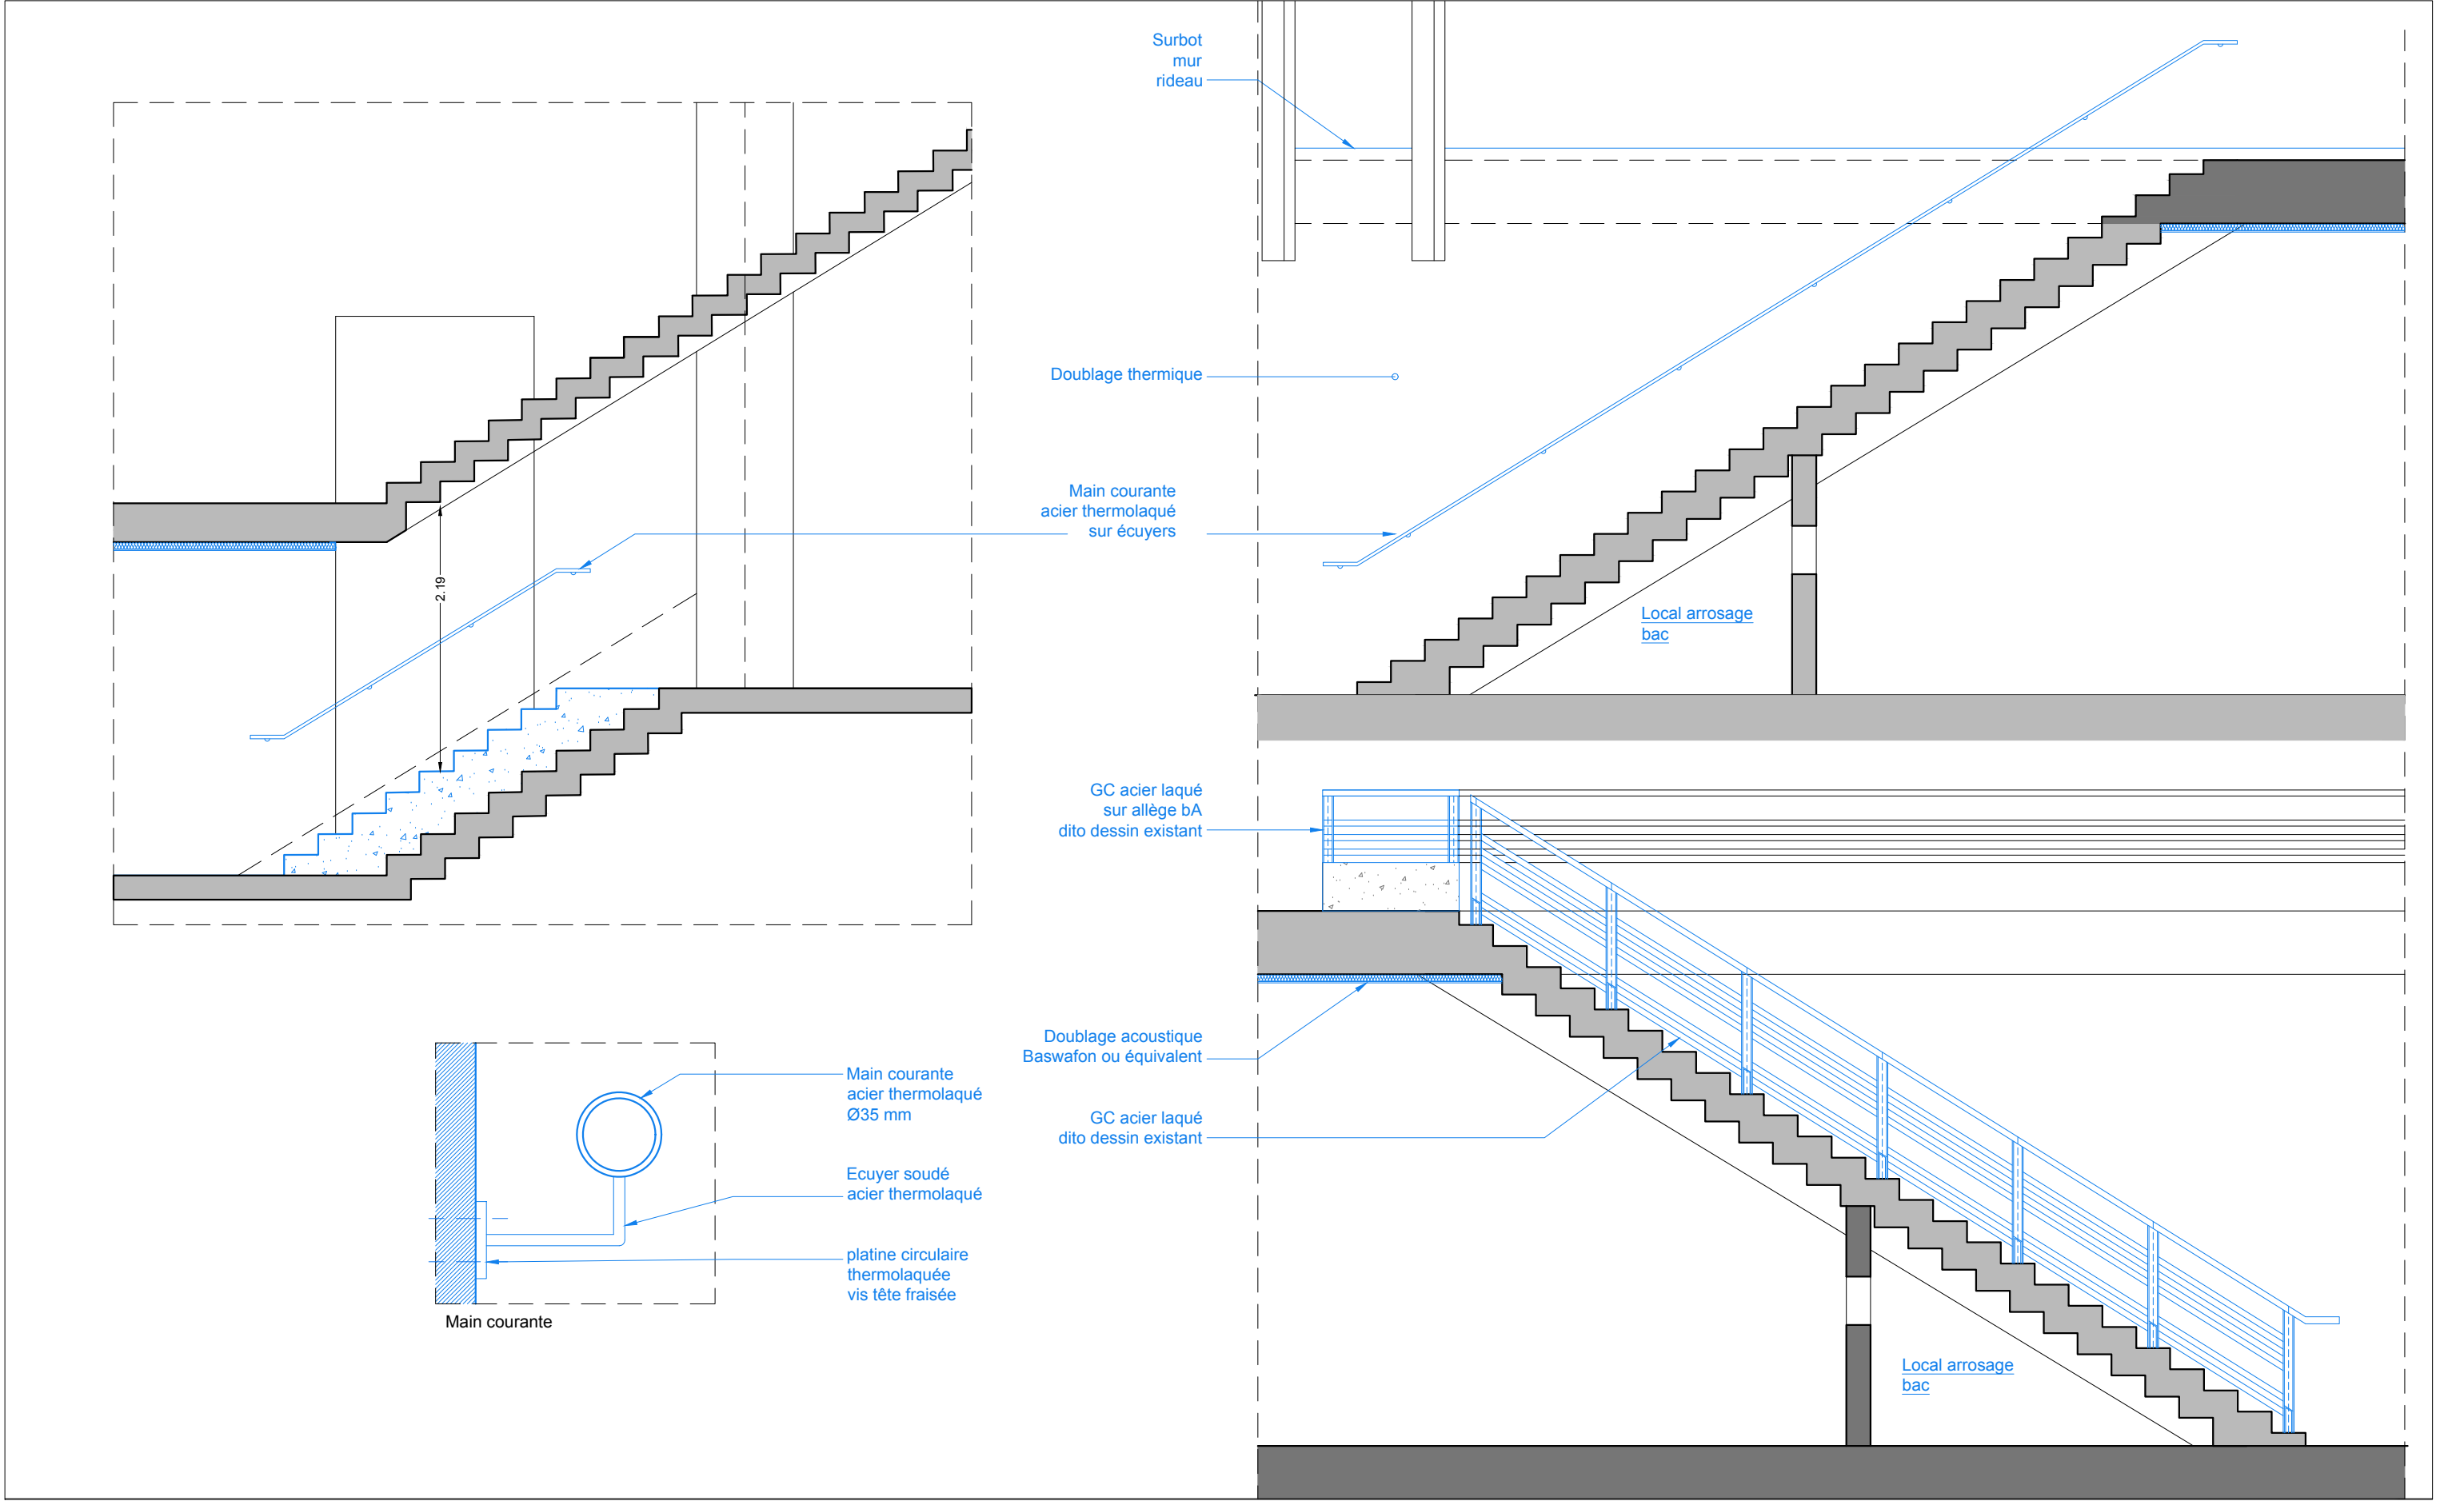 Surbot
mur
rideau
Doublage thermique
Main courante
acier thermolaqué
sur écuyers
2.19
Local arrosage
bac
GC acier laqué
sur allège bA
dito dessin existant
Doublage acoustique
Baswafon ou équivalent
GC acier laqué
dito dessin existant
Main courante
acier thermolaqué
Ø35 mm
Ecuyer soudé
acier thermolaqué
platine circulaire
thermolaquée
vis tête fraisée
Main courante
Local arrosage
bac